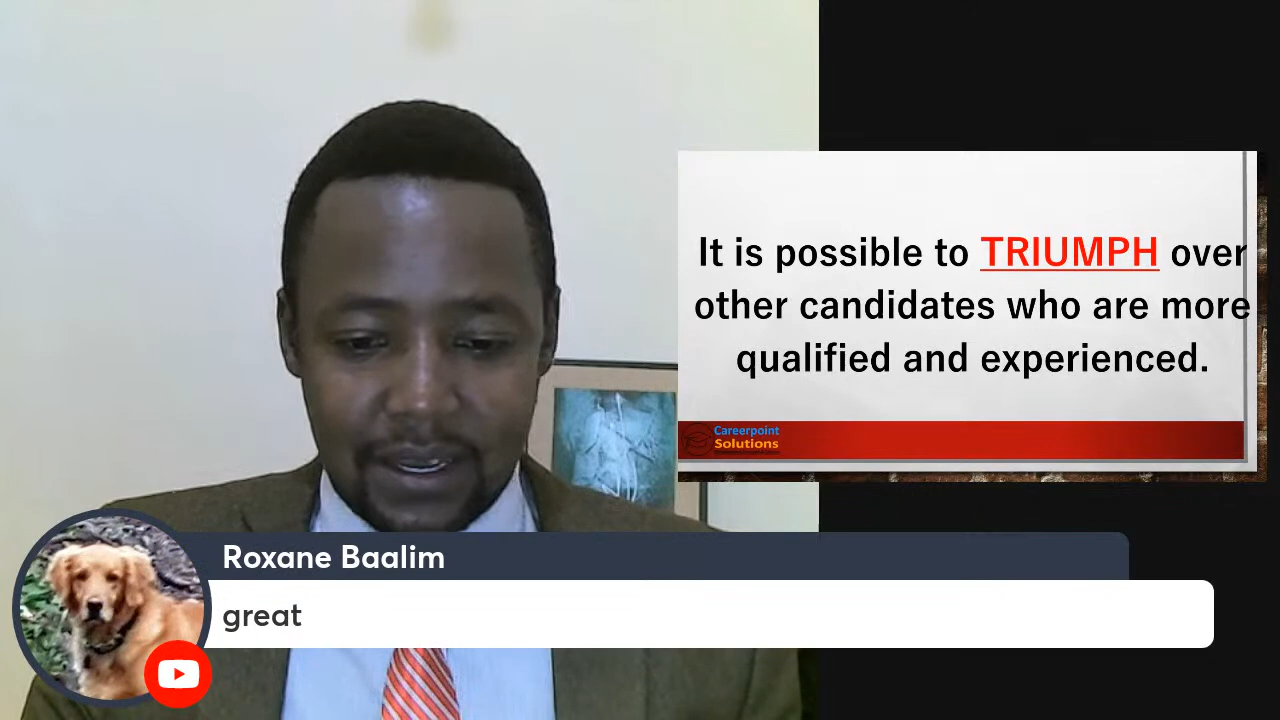 It is possible to TRIUMPH over
other candidates who are more
qualified and experienced.
Careerpoint
Solutions
Roxane Baalim
great